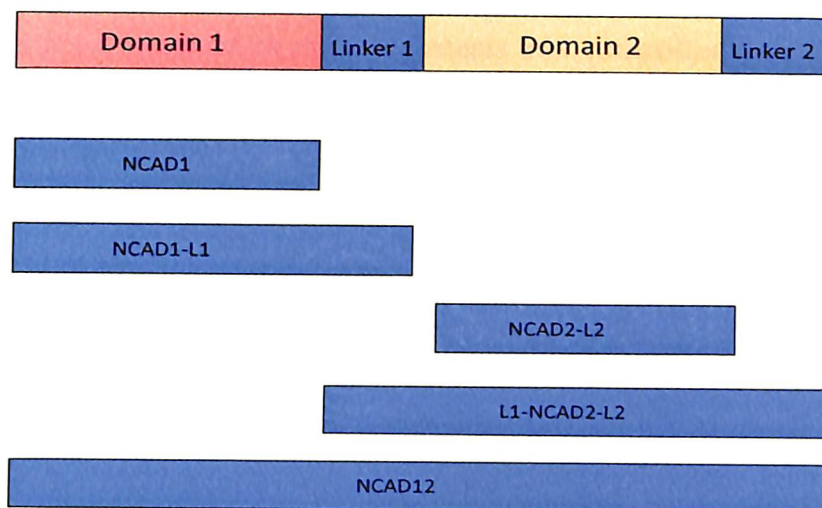 Domain 1 Linker 1 Domain 2 Linker 2
NCAD1
NCAD1-L1
NCAD2-L2
L1-NCAD2-L2
NCAD12